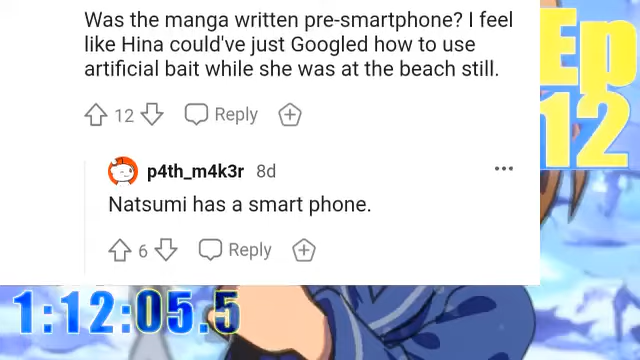 Was the manga written pre-smartphone? I feel
like Hina could've just Googled how to use
artificial bait while she was at the beach still.
12 Reply
p4th_m4k3r 8d
Natsumi has a smart phone.
6 Reply
Ep
12
1:12:05.5